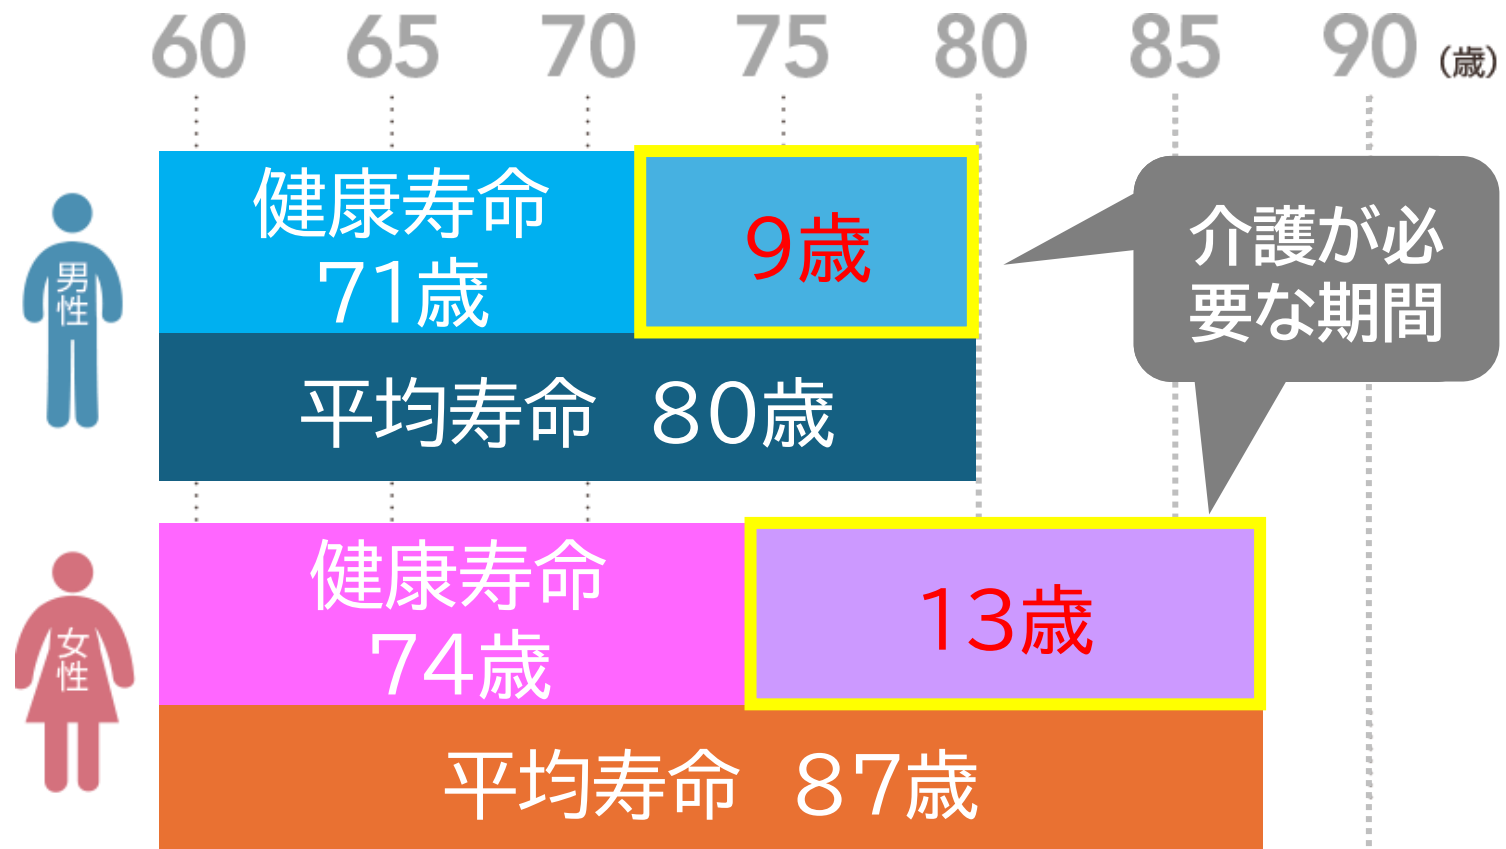 60 65 70 75 80 85 90 (歳)
男性
健康寿命
71歳
9歳
介護が必
要な期間
平均寿命　80歳
女性
健康寿命
74歳
13歳
平均寿命　87歳